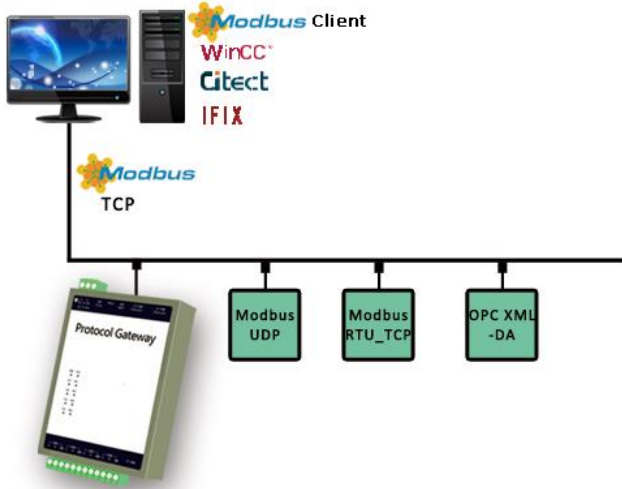 Modbus Client
WinCC
Citect
IFIX
Modbus
TCP
Protocol Gateway
Modbus
UDP
Modbus
RTU_TCP
OPC XML
-DA